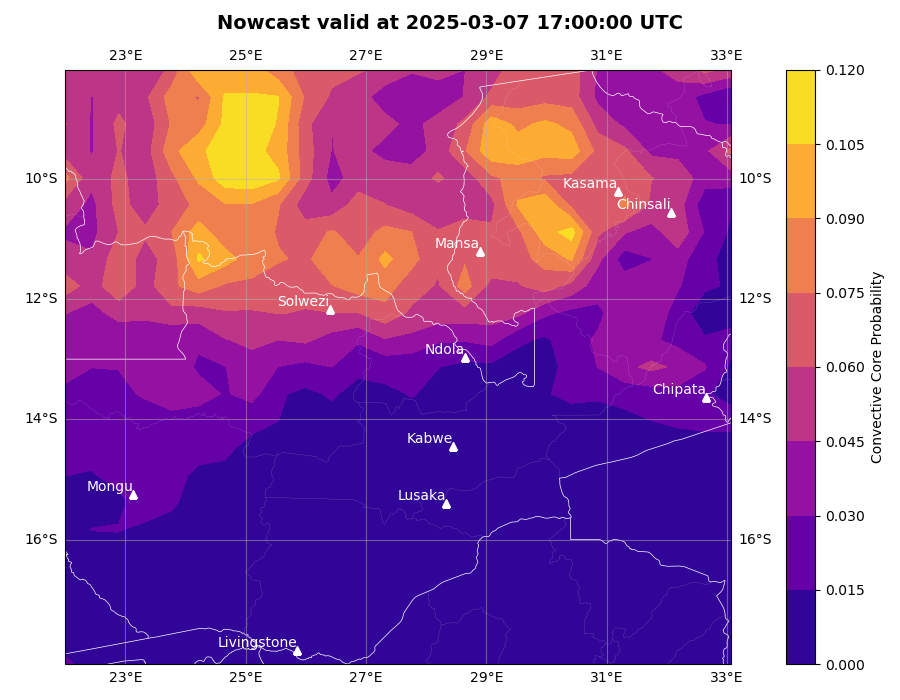 Nowcast valid at 2025-03-07 17:00:00 UTC
23°E 25°E 27°E 29°E 31°E 33°E
0.120
0.105
10°S Kasama 10°S
Chinsali
0.090
Mansa
0.075
12°S Solwezi 12°S
0.060
Ndola
Chipata
14°S 14°S
0.045
Kabwe
Mongu Lusaka
0.030
16°S 16°S
0.015
Livingstone
0.000
23°E 25°E 27°E 29°E 31°E 33°E
Convective Core Probability